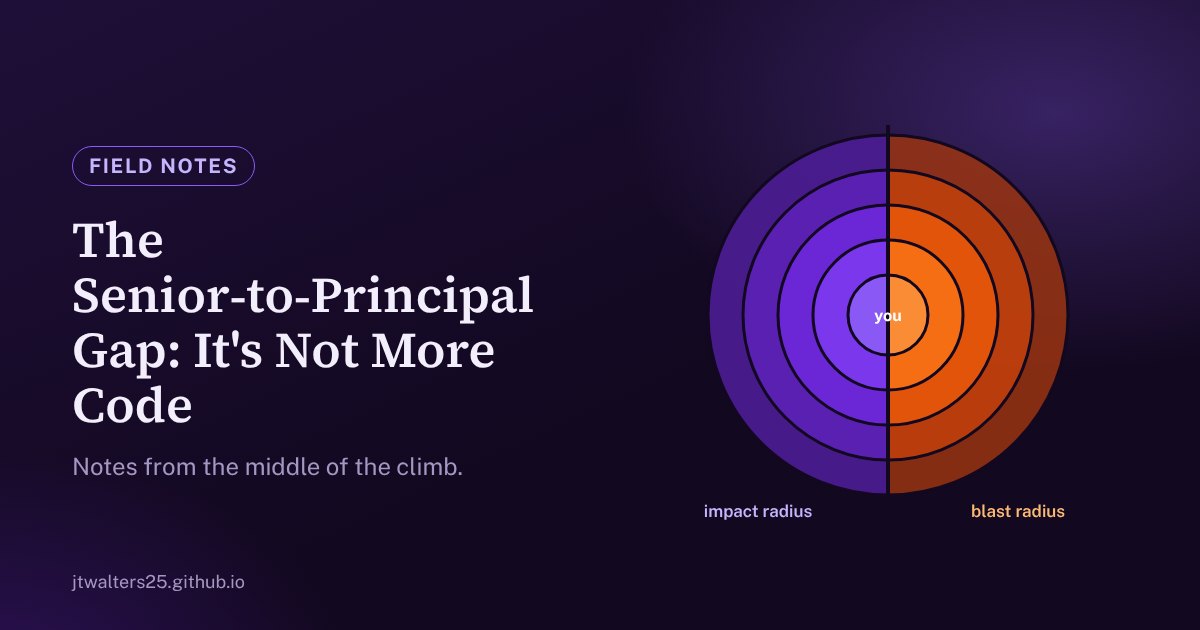 FIELD NOTES
The
Senior-to-Principal
Gap: It's Not More
Code
Notes from the middle of the climb.
you
impact radius
blast radius
jtwalters25.github.io